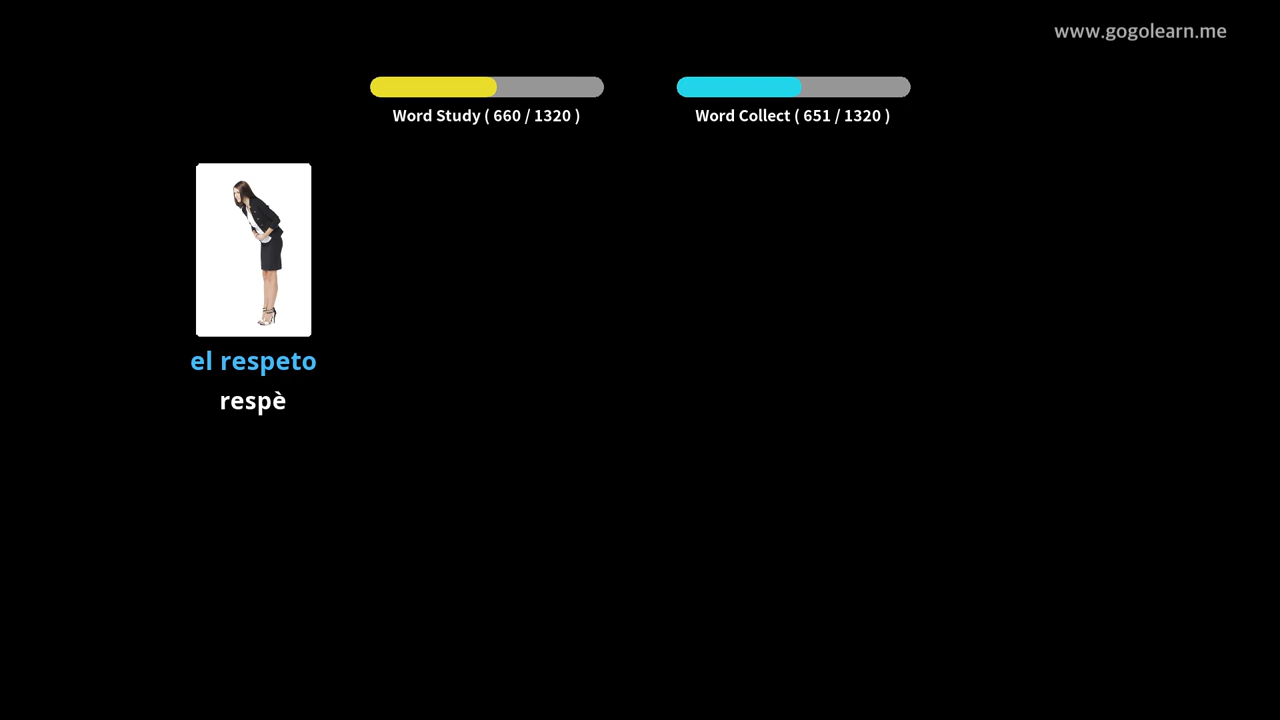 www.gogolearn.me
Word Study ( 660 / 1320 )
Word Collect ( 651 / 1320 )
el respeto
respè